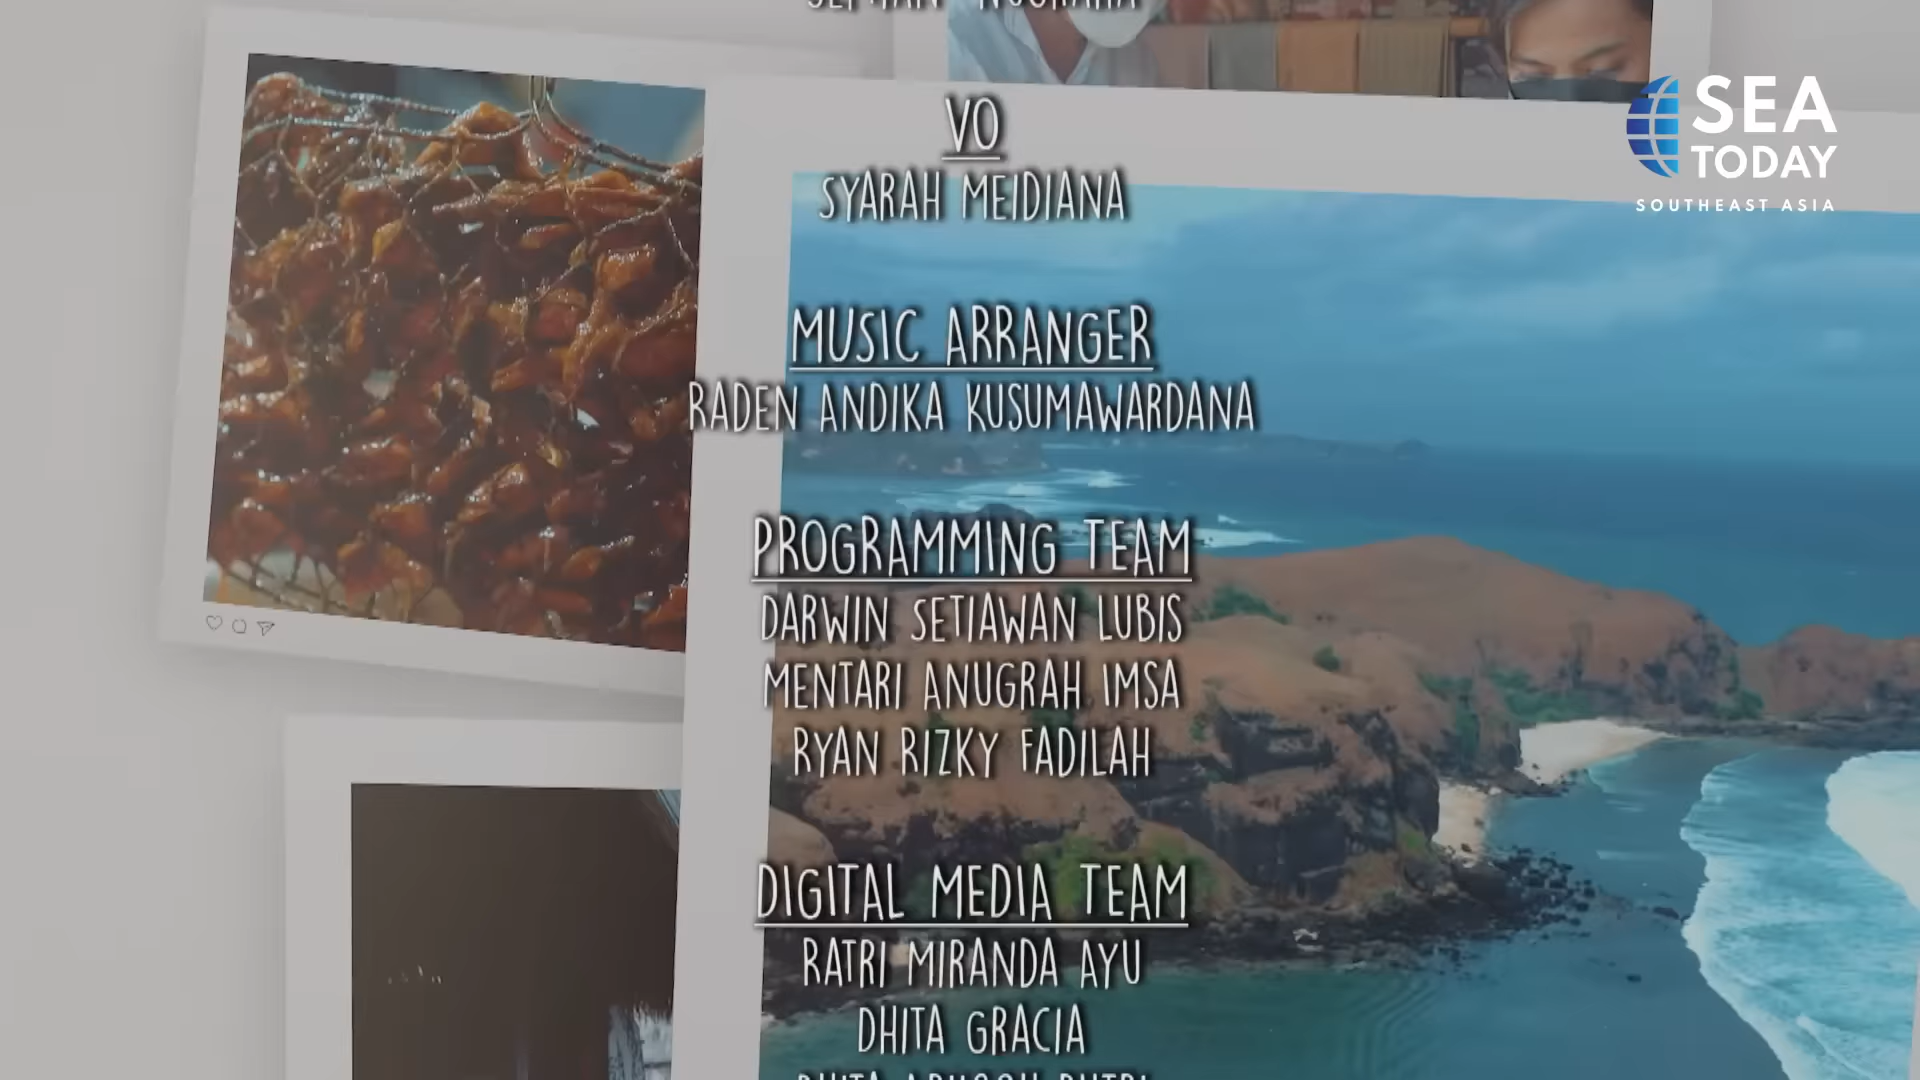 VO
SYARAH MEIDIANA
MUSIC ARRANGER
RADEN ANDIKA KUSUMAWARDANA
PROGRAMMING TEAM
DARWIN SETIAWAN LUBIS
MENTARI ANUGRAH IMSA
RYAN RIZKY FADILAH
DIGITAL MEDIA TEAM
RATRI MIRANDA AYU
DHITA GRACIA
SEA
TODAY
SOUTHEAST ASIA